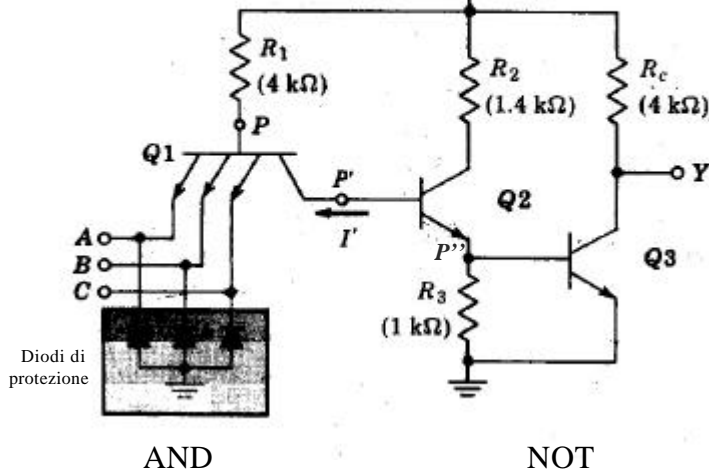 R₁
(4 kΩ)
P
R₂
(1.4 kΩ)
R_c
(4 kΩ)
Q1
Y
P'
I'
Q2
P''
Q3
A
B
C
R₃
(1 kΩ)
Diodi di
protezione
AND
NOT